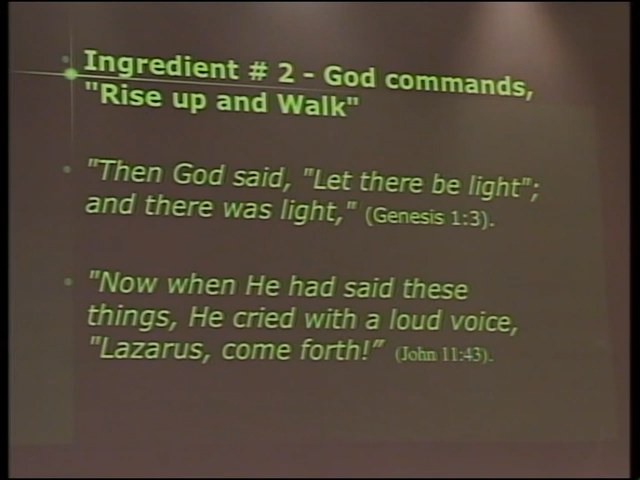 Ingredient # 2 - God commands,
"Rise up and Walk"
"Then God said, "Let there be light";
and there was light," (Genesis 1:3).
"Now when He had said these
things, He cried with a loud voice,
"Lazarus, come forth!” (John 11:43).